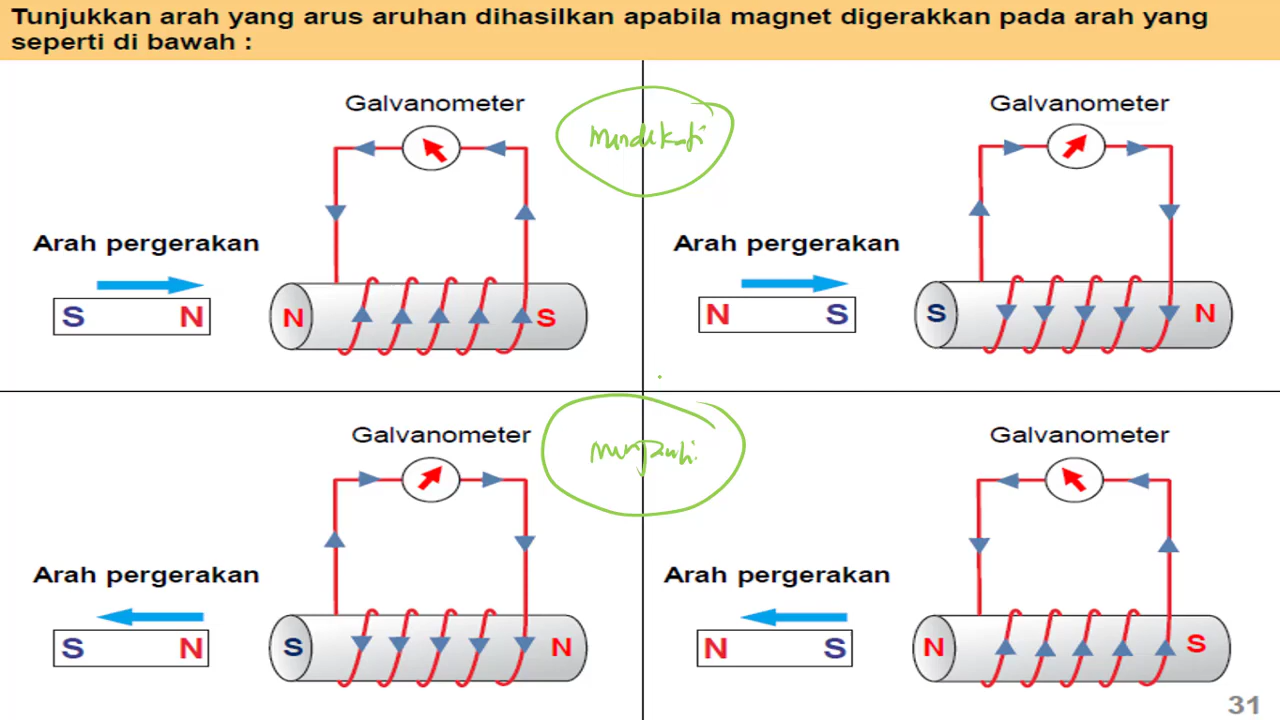 Tunjukkan arah yang arus aruhan dihasilkan apabila magnet digerakkan pada arah yang
seperti di bawah :
Galvanometer
Mendekati
Arah pergerakan
S N
N S
Galvanometer
Arah pergerakan
N S
S N
Galvanometer
Menjauhi
Arah pergerakan
S N
S N
Galvanometer
Arah pergerakan
N S
N S
31